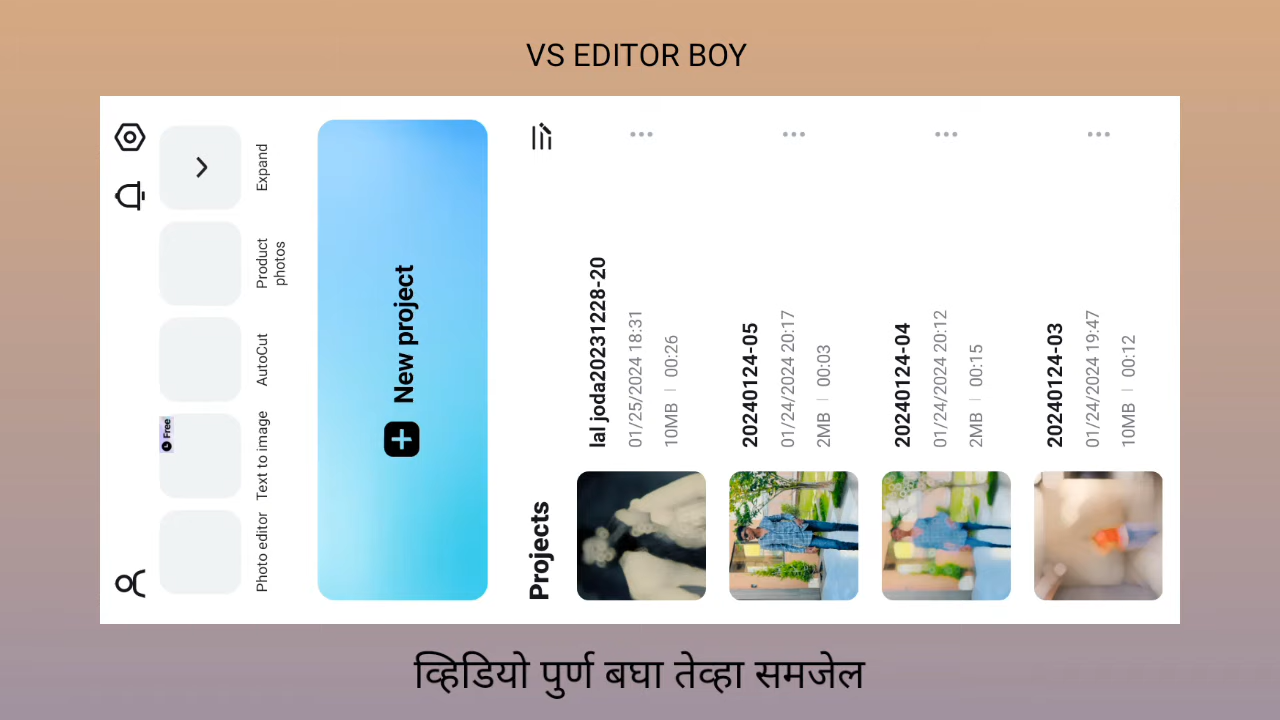 VS EDITOR BOY
Photo editor
Free
Text to image
AutoCut
Product
photos
Expand
New project
Projects
lal joda20231228-20
01/25/2024 18:31
10MB | 00:26
20240124-05
01/24/2024 20:17
2MB | 00:03
20240124-04
01/24/2024 20:12
2MB | 00:15
20240124-03
01/24/2024 19:47
10MB | 00:12
व्हिडियो पुर्ण बघा तेव्हा समजेल